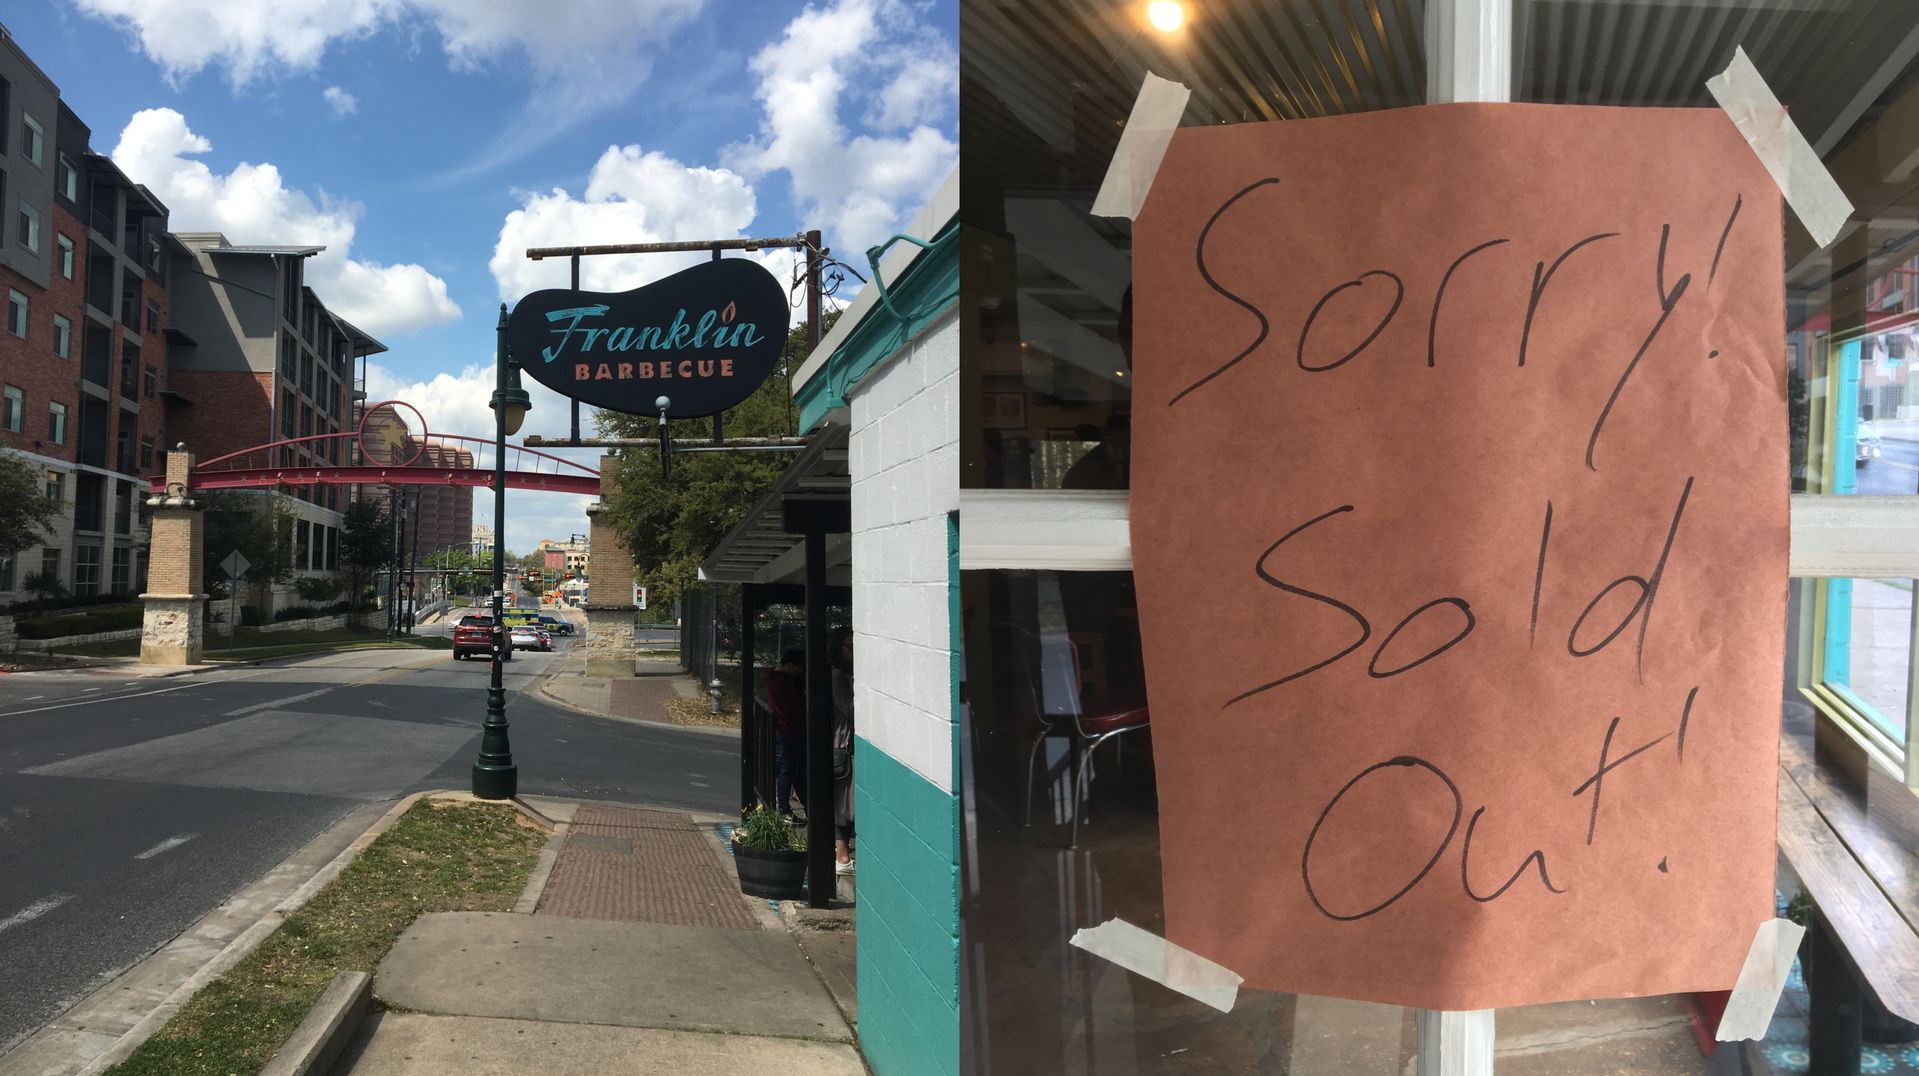 Franklin
BARBECUE
Sorry!
Sold
Out!